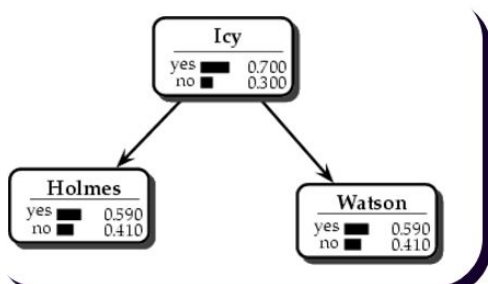 Icy
yes 0.700
no 0.300
Holmes
yes 0.590
no 0.410
Watson
yes 0.590
no 0.410